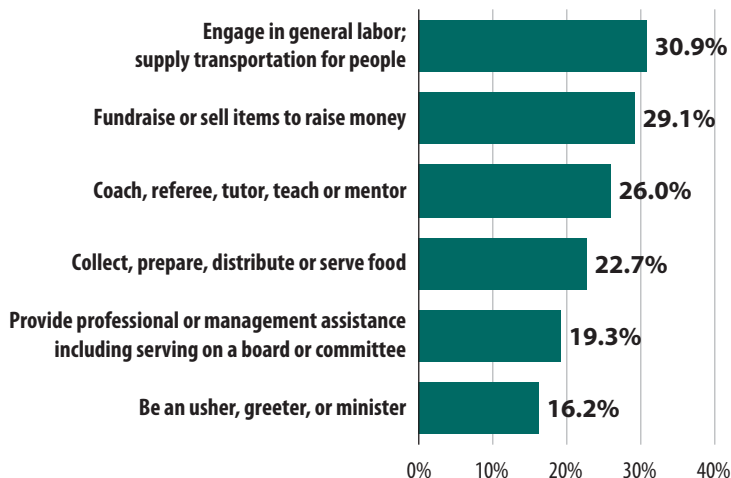 Engage in general labor;
supply transportation for people
30.9%
Fundraise or sell items to raise money
29.1%
Coach, referee, tutor, teach or mentor
26.0%
Collect, prepare, distribute or serve food
22.7%
Provide professional or management assistance
including serving on a board or committee
19.3%
Be an usher, greeter, or minister
16.2%
0% 10% 20% 30% 40%